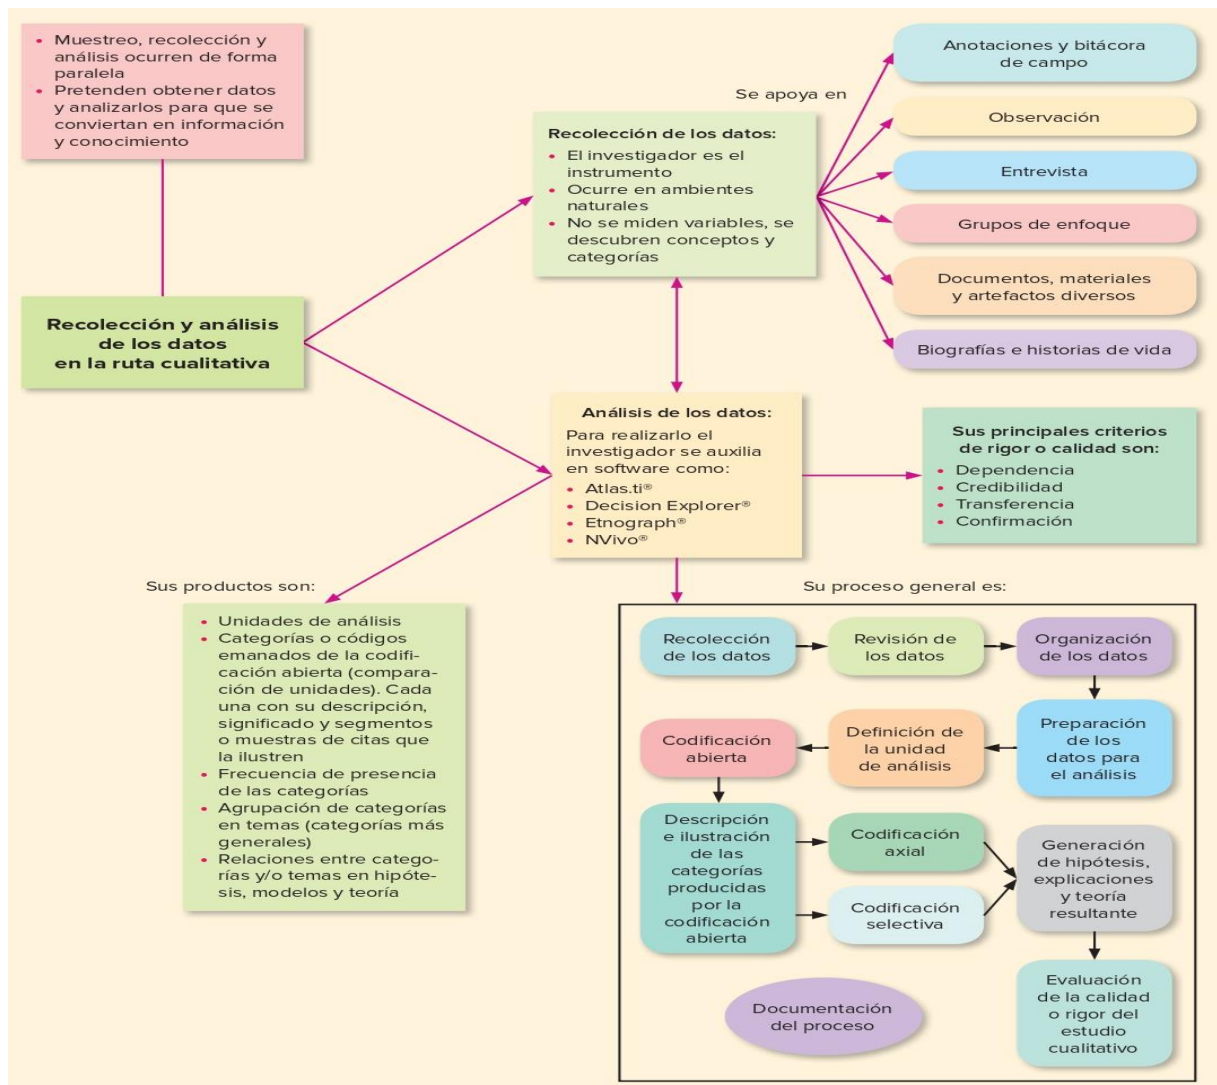 • Muestreo, recolección y
análisis ocurren de forma
paralela
• Pretenden obtener datos
y analizarlos para que se
conviertan en información
y conocimiento
Recolección y análisis
de los datos
en la ruta cualitativa
Recolección de los datos:
• El investigador es el
instrumento
• Ocurre en ambientes
naturales
• No se miden variables, se
descubren conceptos y
categorías
Se apoya en
Anotaciones y bitácora
de campo
Observación
Entrevista
Grupos de enfoque
Documentos, materiales
y artefactos diversos
Biografías e historias de vida
Análisis de los datos:
Para realizarlo el
investigador se auxilia
en software como:
• Atlas.ti®
• Decision Explorer®
• Etnograph®
• NVivo®
Sus principales criterios
de rigor o calidad son:
• Dependencia
• Credibilidad
• Transferencia
• Confirmación
Sus productos son:
• Unidades de análisis
• Categorías o códigos
emanados de la codifi-
cación abierta (compara-
ción de unidades). Cada
una con su descripción,
significado y segmentos
o muestras de citas que
la ilustren
• Frecuencia de presencia
de las categorías
• Agrupación de categorías
en temas (categorías más
generales)
• Relaciones entre catego-
rías y/o temas en hipóte-
sis, modelos y teoría
Su proceso general es:
Recolección
de los datos
Revisión de
los datos
Organización
de los datos
Preparación
de los
datos para
el análisis
Definición de
la unidad
de análisis
Codificación
abierta
Descripción
e ilustración
de las
categorías
producidas
por la
codificación
abierta
Codificación
axial
Codificación
selectiva
Generación
de hipótesis,
explicaciones
y teoría
resultante
Evaluación
de la calidad
o rigor del
estudio
cualitativo
Documentación
del proceso